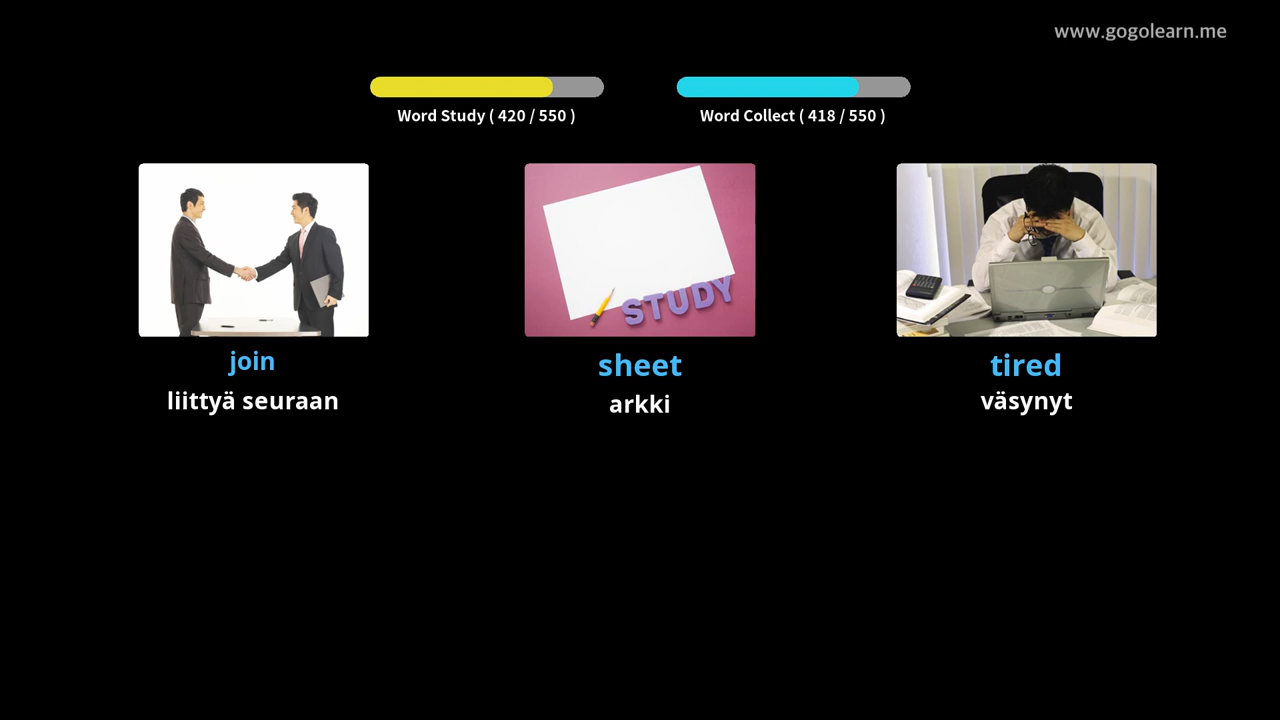 www.gogolearn.me
Word Study ( 420 / 550 )
Word Collect ( 418 / 550 )
STUDY
join
sheet
tired
liittyä seuraan
arkki
väsynyt